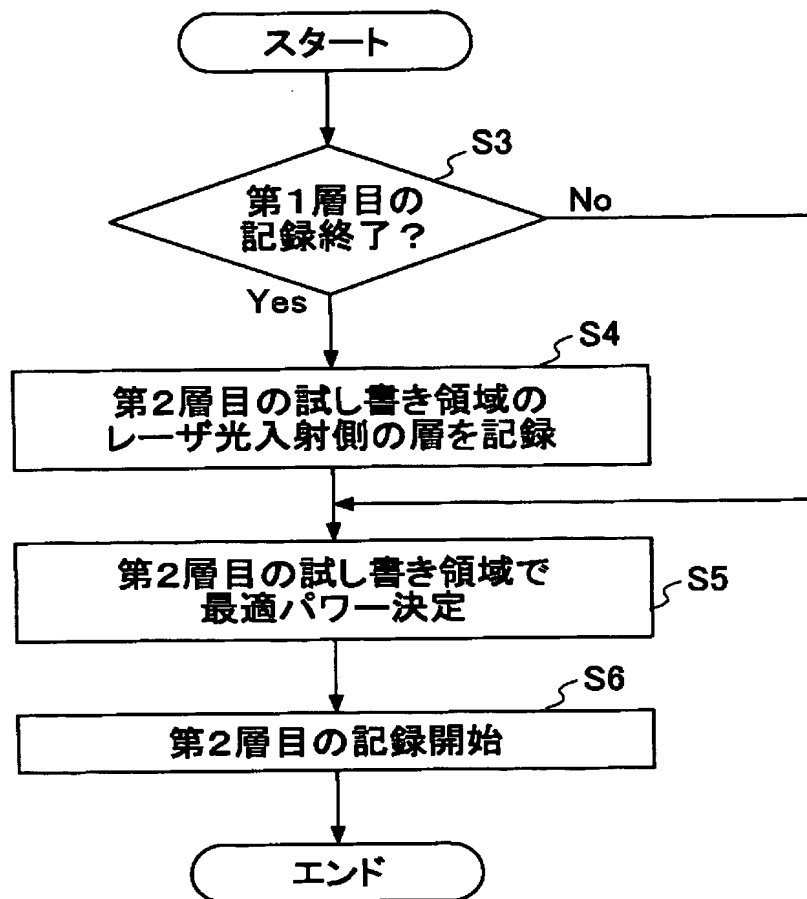 スタート
S3
第1層目の
記録終了?
No
Yes
S4
第2層目の試し書き領域の
レーザ光入射側の層を記録
第2層目の試し書き領域で
最適パワー決定
S5
S6
第2層目の記録開始
エンド